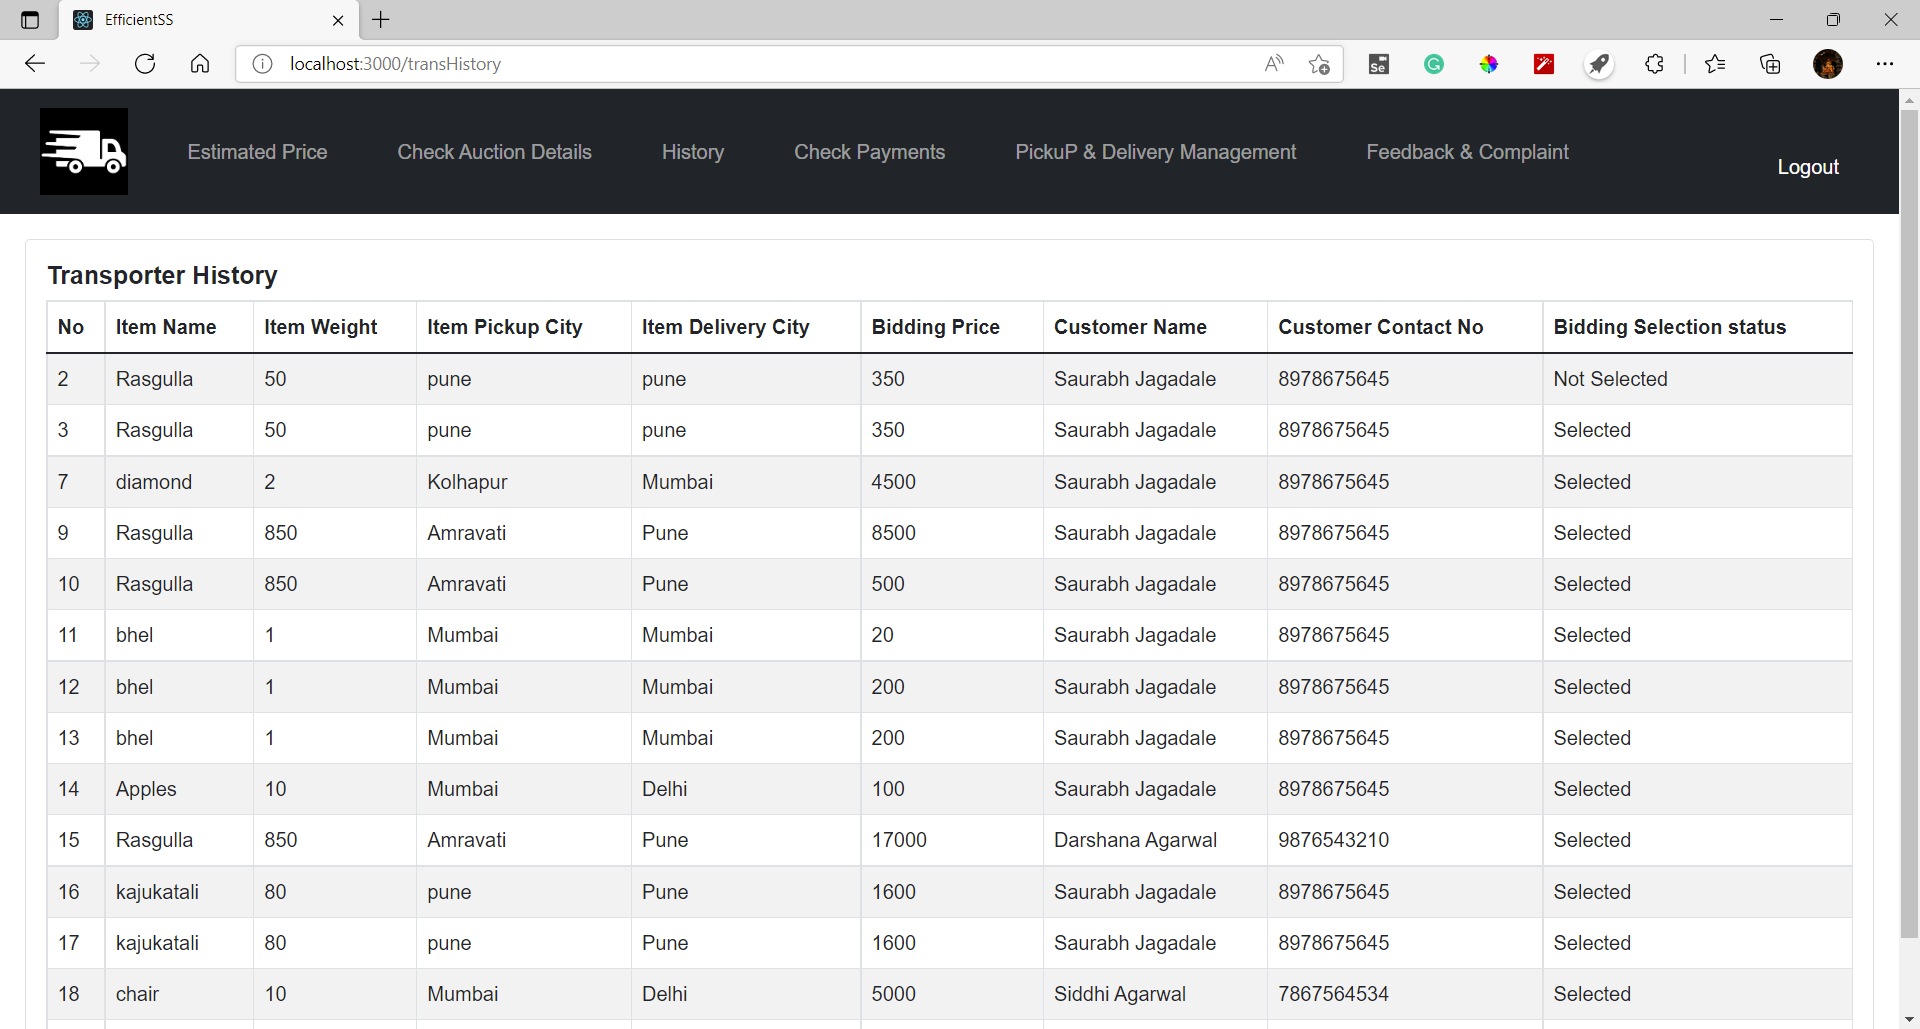 EfficientSS
localhost:3000/transHistory
Estimated Price Check Auction Details History Check Payments PickuP & Delivery Management Feedback & Complaint Logout
Transporter History
No Item Name Item Weight Item Pickup City Item Delivery City Bidding Price Customer Name Customer Contact No Bidding Selection status
2 Rasgulla 50 pune pune 350 Saurabh Jagadale 8978675645 Not Selected
3 Rasgulla 50 pune pune 350 Saurabh Jagadale 8978675645 Selected
7 diamond 2 Kolhapur Mumbai 4500 Saurabh Jagadale 8978675645 Selected
9 Rasgulla 850 Amravati Pune 8500 Saurabh Jagadale 8978675645 Selected
10 Rasgulla 850 Amravati Pune 500 Saurabh Jagadale 8978675645 Selected
11 bhel 1 Mumbai Mumbai 20 Saurabh Jagadale 8978675645 Selected
12 bhel 1 Mumbai Mumbai 200 Saurabh Jagadale 8978675645 Selected
13 bhel 1 Mumbai Mumbai 200 Saurabh Jagadale 8978675645 Selected
14 Apples 10 Mumbai Delhi 100 Saurabh Jagadale 8978675645 Selected
15 Rasgulla 850 Amravati Pune 17000 Darshana Agarwal 9876543210 Selected
16 kajukatali 80 pune Pune 1600 Saurabh Jagadale 8978675645 Selected
17 kajukatali 80 pune Pune 1600 Saurabh Jagadale 8978675645 Selected
18 chair 10 Mumbai Delhi 5000 Siddhi Agarwal 7867564534 Selected